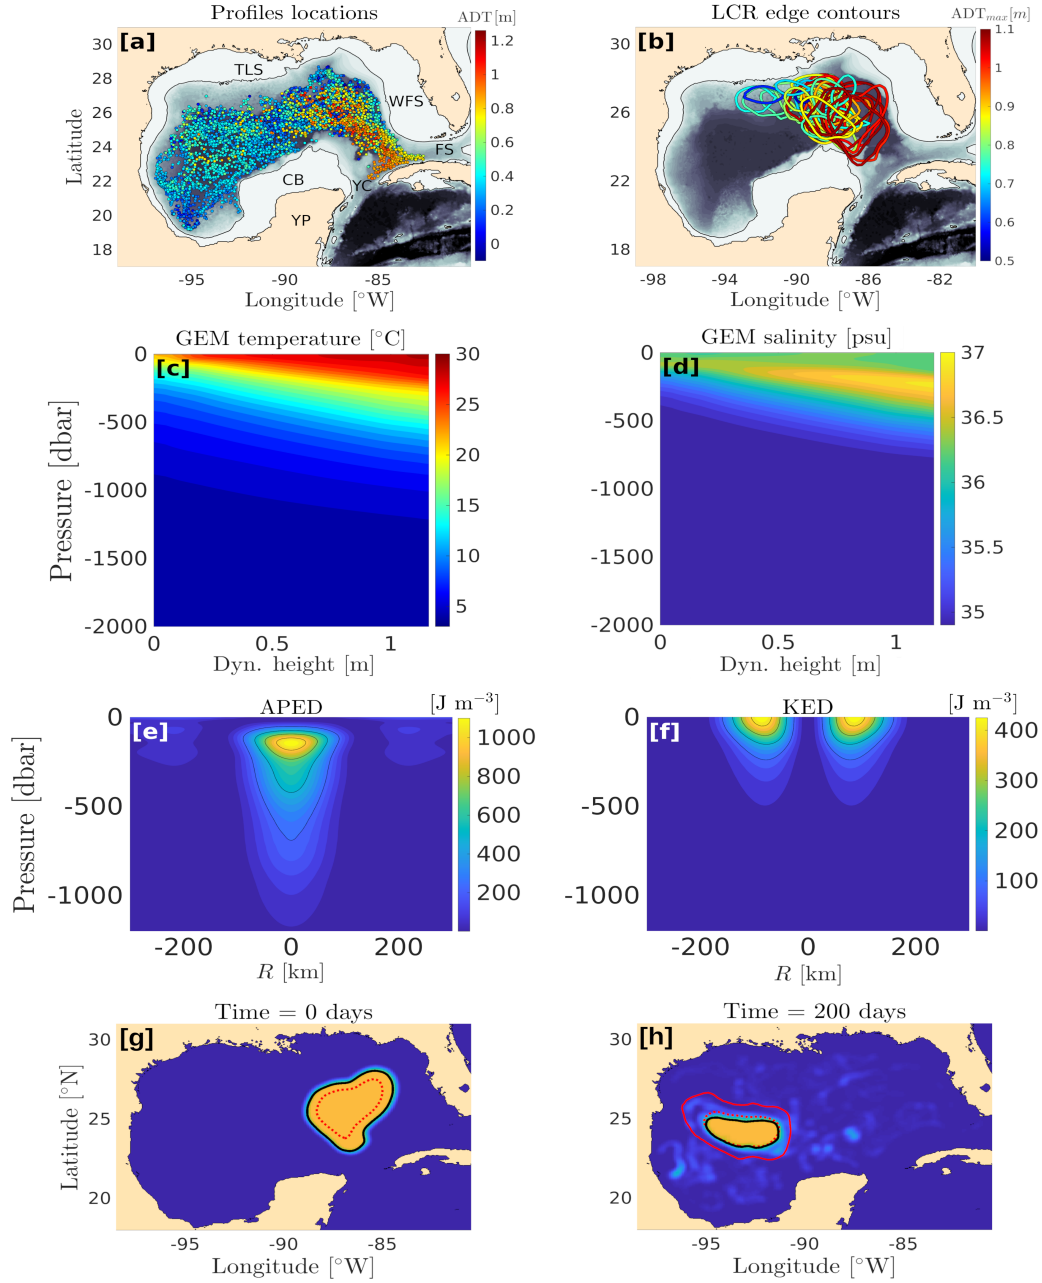 Profiles locations
ADT[m]
[a]
TLS
WFS
FS
CB
YC
YP
30
28
26
24
22
20
18
Latitude
-95
-90
-85
Longitude [°W]
1.2
1
0.8
0.6
0.4
0.2
0
LCR edge contours
ADTmax[m]
[b]
30
28
26
24
22
20
18
-98
-94
-90
-86
-82
Longitude [°W]
1.1
1
0.9
0.8
0.7
0.6
0.5
GEM temperature [°C]
[c]
0
-500
-1000
-1500
-2000
Pressure [dbar]
0
0.5
1
Dyn. height [m]
30
25
20
15
10
5
GEM salinity [psu]
[d]
0
-500
-1000
-1500
-2000
0
0.5
1
Dyn. height [m]
37
36.5
36
35.5
35
APED
[J m⁻³]
[e]
0
-500
-1000
Pressure [dbar]
-200
0
200
R [km]
1000
800
600
400
200
KED
[J m⁻³]
[f]
0
-500
-1000
-200
0
200
R [km]
400
300
200
100
Time = 0 days
[g]
30
25
20
Latitude [°N]
-95
-90
-85
Longitude [°W]
Time = 200 days
[h]
30
25
20
-95
-90
-85
Longitude [°W]